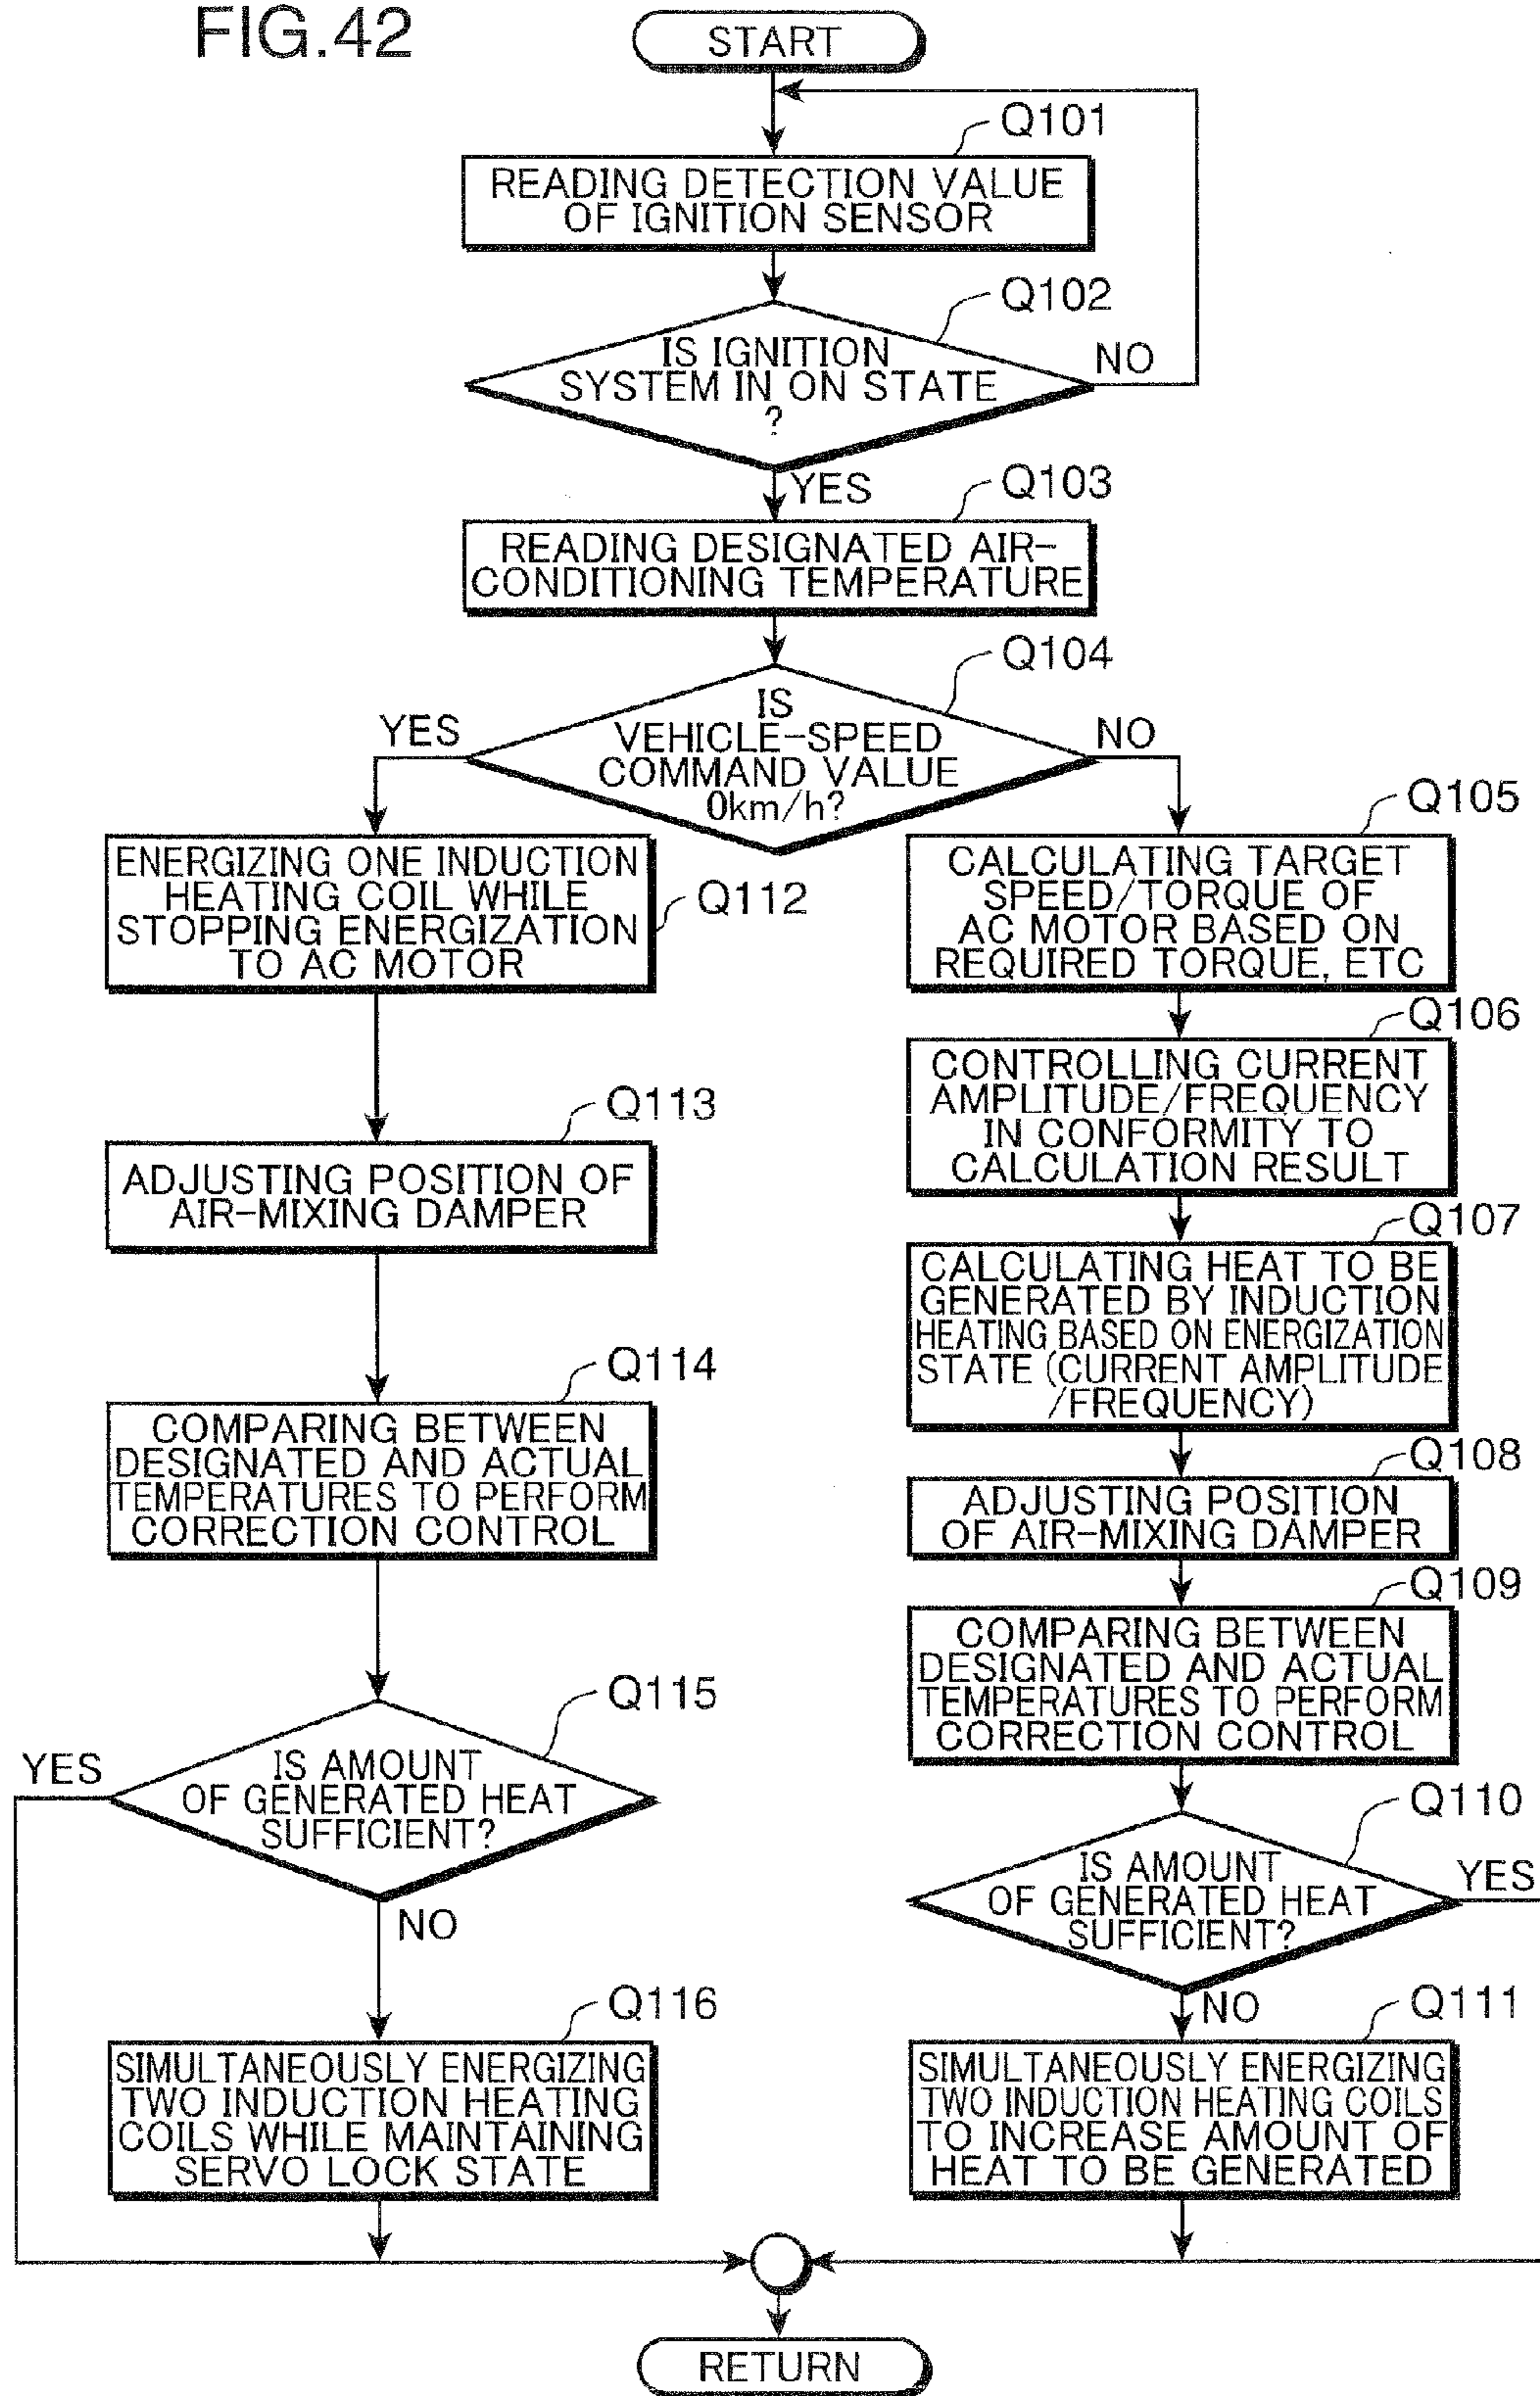 FIG.42
START
Q101
READING DETECTION VALUE
OF IGNITION SENSOR
Q102
IS IGNITION
SYSTEM IN ON STATE
?
NO
YES
Q103
READING DESIGNATED AIR-
CONDITIONING TEMPERATURE
Q104
IS
VEHICLE-SPEED
COMMAND VALUE
0km/h?
YES
NO
ENERGIZING ONE INDUCTION
HEATING COIL WHILE
STOPPING ENERGIZATION
TO AC MOTOR
Q112
Q113
ADJUSTING POSITION OF
AIR-MIXING DAMPER
Q114
COMPARING BETWEEN
DESIGNATED AND ACTUAL
TEMPERATURES TO PERFORM
CORRECTION CONTROL
Q115
YES
IS AMOUNT
OF GENERATED HEAT
SUFFICIENT?
NO
Q116
SIMULTANEOUSLY ENERGIZING
TWO INDUCTION HEATING
COILS WHILE MAINTAINING
SERVO LOCK STATE
Q105
CALCULATING TARGET
SPEED/TORQUE OF
AC MOTOR BASED ON
REQUIRED TORQUE, ETC
Q106
CONTROLLING CURRENT
AMPLITUDE/FREQUENCY
IN CONFORMITY TO
CALCULATION RESULT
Q107
CALCULATING HEAT TO BE
GENERATED BY INDUCTION
HEATING BASED ON ENERGIZATION
STATE (CURRENT AMPLITUDE
/FREQUENCY)
Q108
ADJUSTING POSITION
OF AIR-MIXING DAMPER
Q109
COMPARING BETWEEN
DESIGNATED AND ACTUAL
TEMPERATURES TO PERFORM
CORRECTION CONTROL
Q110
IS AMOUNT
OF GENERATED HEAT
SUFFICIENT?
YES
NO
Q111
SIMULTANEOUSLY ENERGIZING
TWO INDUCTION HEATING COILS
TO INCREASE AMOUNT OF
HEAT TO BE GENERATED
RETURN